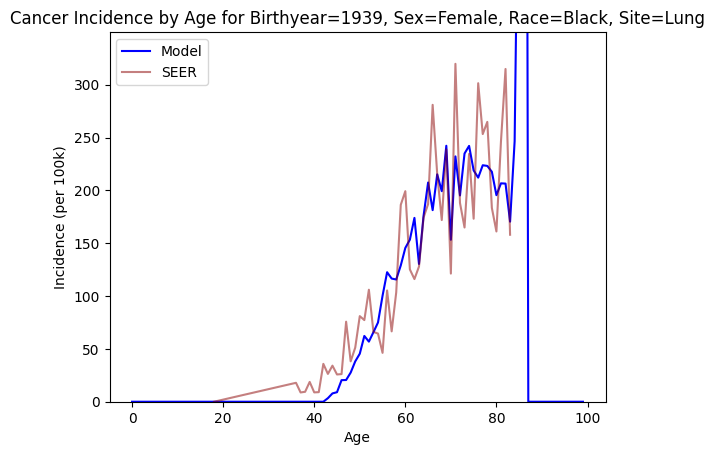 Cancer Incidence by Age for Birthyear=1939, Sex=Female, Race=Black, Site=Lung
Model
SEER
Incidence (per 100k)
300
250
200
150
100
50
0
0 20 40 60 80 100
Age